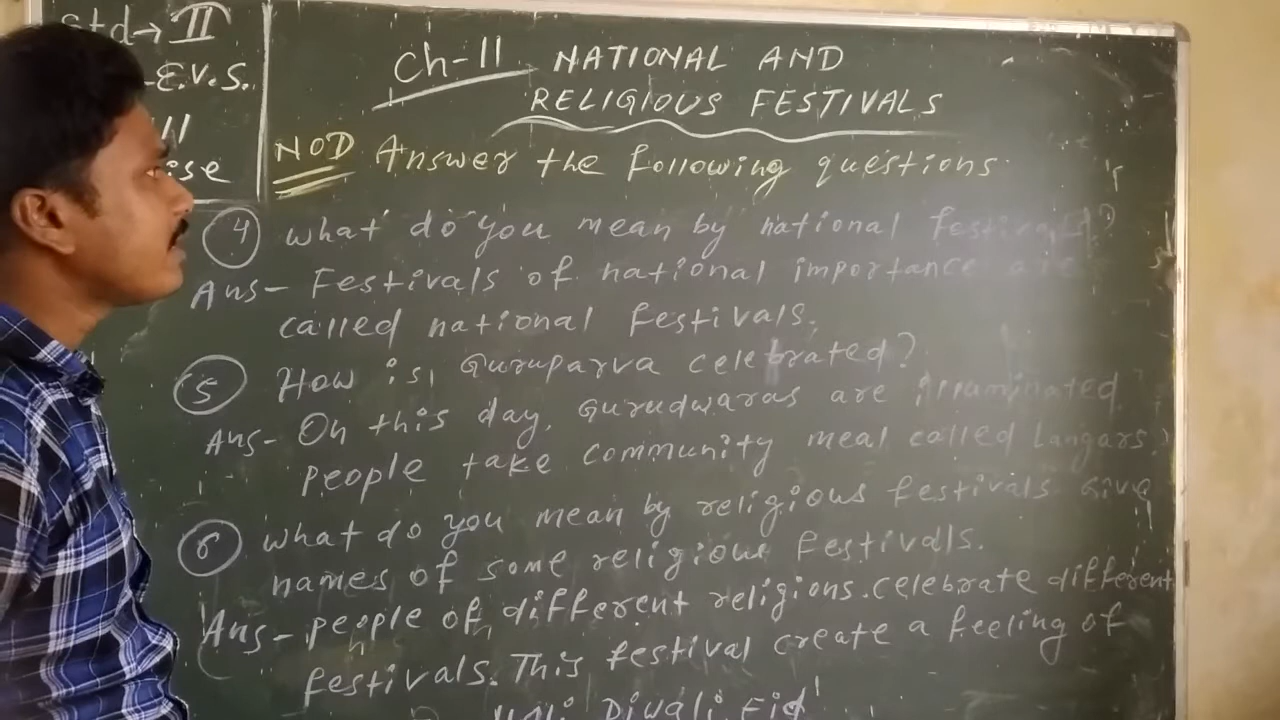 Std→ II
-E.V.S.
11
ise
Ch-11 NATIONAL AND
RELIGIOUS FESTIVALS
NOD Answer the following questions.
4 What do you mean by national festivals?
Ans- Festivals of national importance are
called national festivals.
5 How is Guruparva celebrated?
Ans- On this day, Gurudwaras are illuminated.
People take community meal called Langars.
6 What do you mean by religious festivals. Give
names of some religious festivals.
Ans- people of different religions celebrate different
festivals. This festival create a feeling of
Diwali, Eid